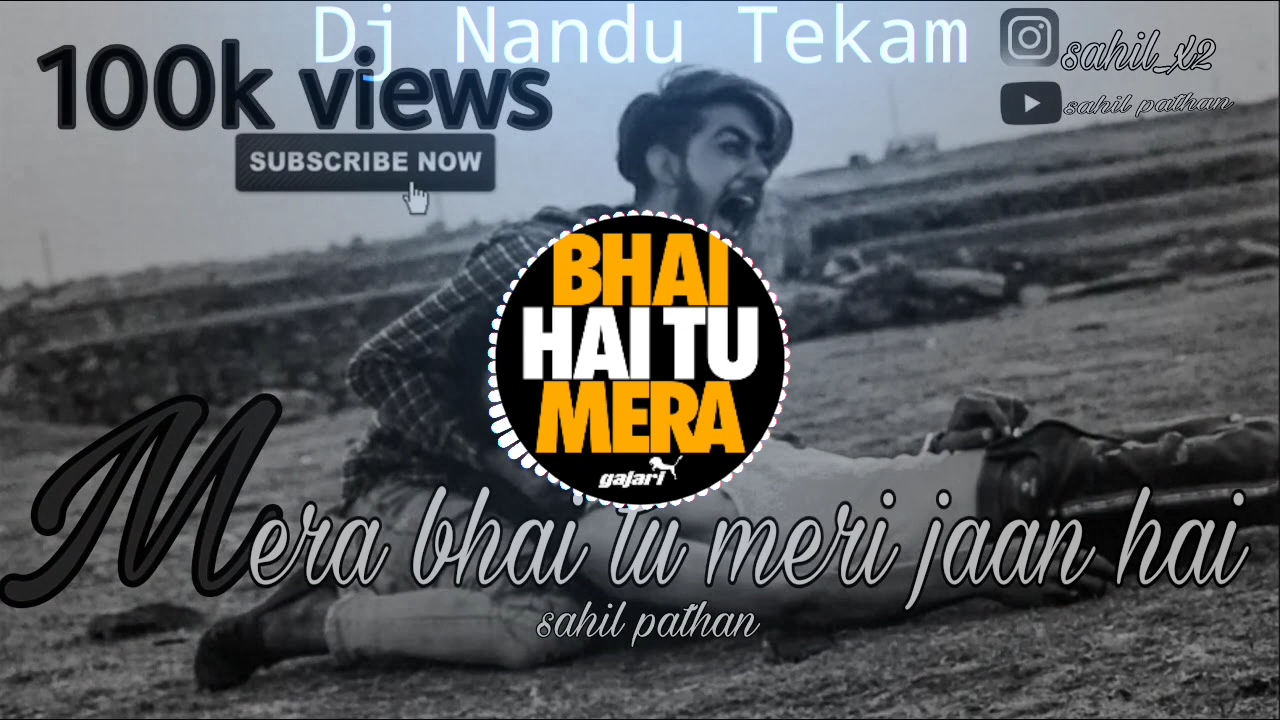 Dj Nandu Tekam
100k views
SUBSCRIBE NOW
sahil_x2
sahil pathan
BHAI
HAI TU
MERA
gafari
Mera bhai tu meri jaan hai
sahil pathan